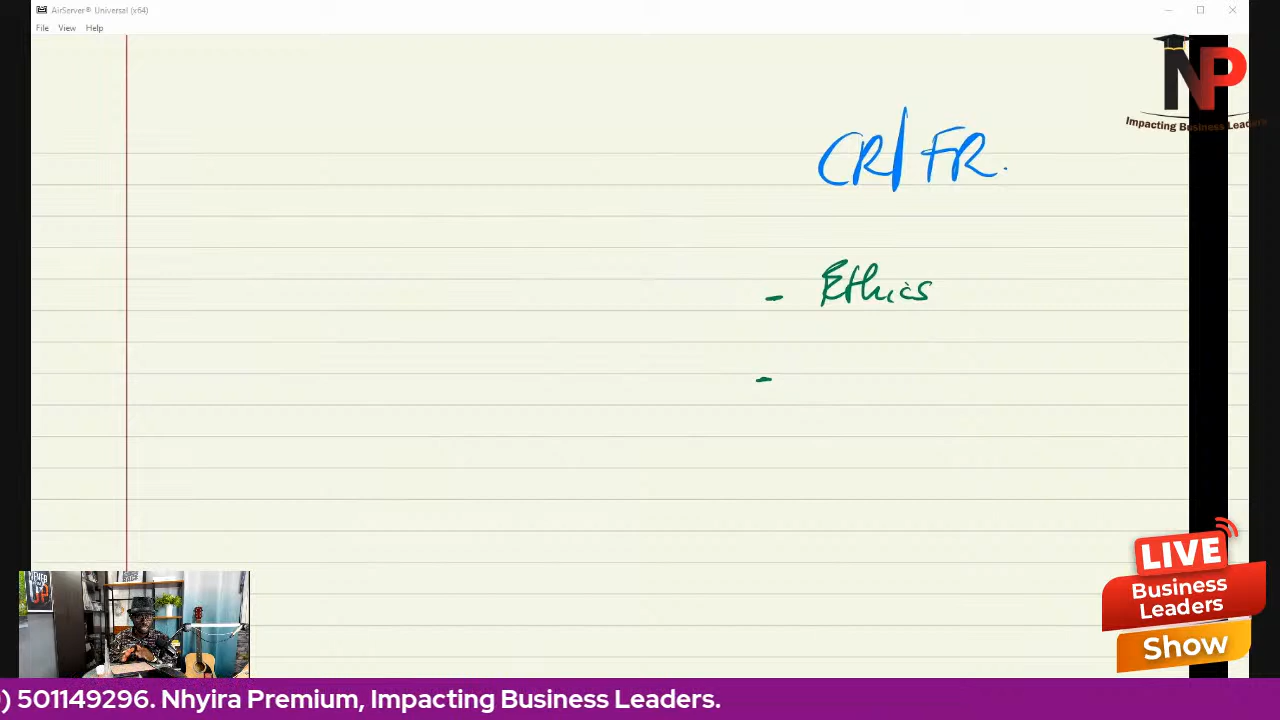 AirServer® Universal (x64)
File View Help
NP
Impacting Business Leaders
CR/FR.
- Ethics
-
LIVE
Business
Leaders
Show
) 501149296. Nhyira Premium, Impacting Business Leaders.